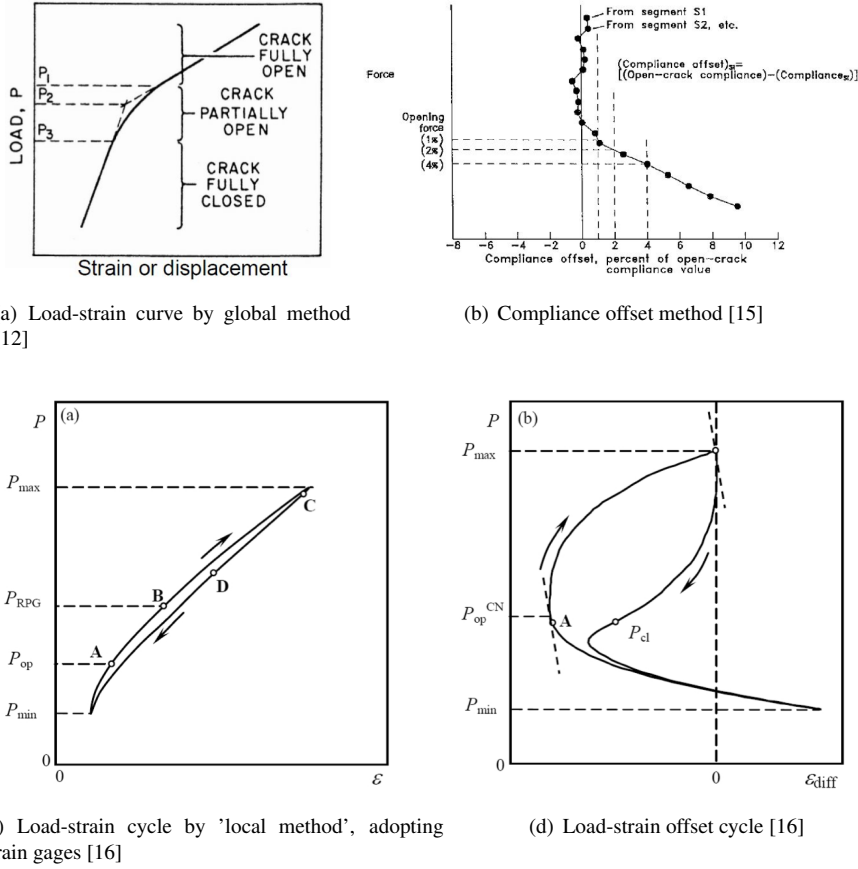 LOAD, P
P1
P2
P3
CRACK
FULLY
OPEN
CRACK
PARTIALLY
OPEN
CRACK
FULLY
CLOSED
Strain or displacement
a) Load-strain curve by global method
12]
From segment S1
From segment S2, etc.
Force
(Compliance offset)S1=
[(Open-crack compliance)-(ComplianceS1)]
Opening
force
(1%)
(2%)
(4%)
-8 -6 -4 -2 0 2 4 6 8 10 12
Compliance offset, percent of open-crack
compliance value
(b) Compliance offset method [15]
(a)
P
Pmax
PRPG
Pop
Pmin
0
0
ε
A
B
C
D
) Load-strain cycle by 'local method', adopting
rain gages [16]
(b)
P
Pmax
PopCN
Pmin
0
0
εdiff
A
Pcl
(d) Load-strain offset cycle [16]